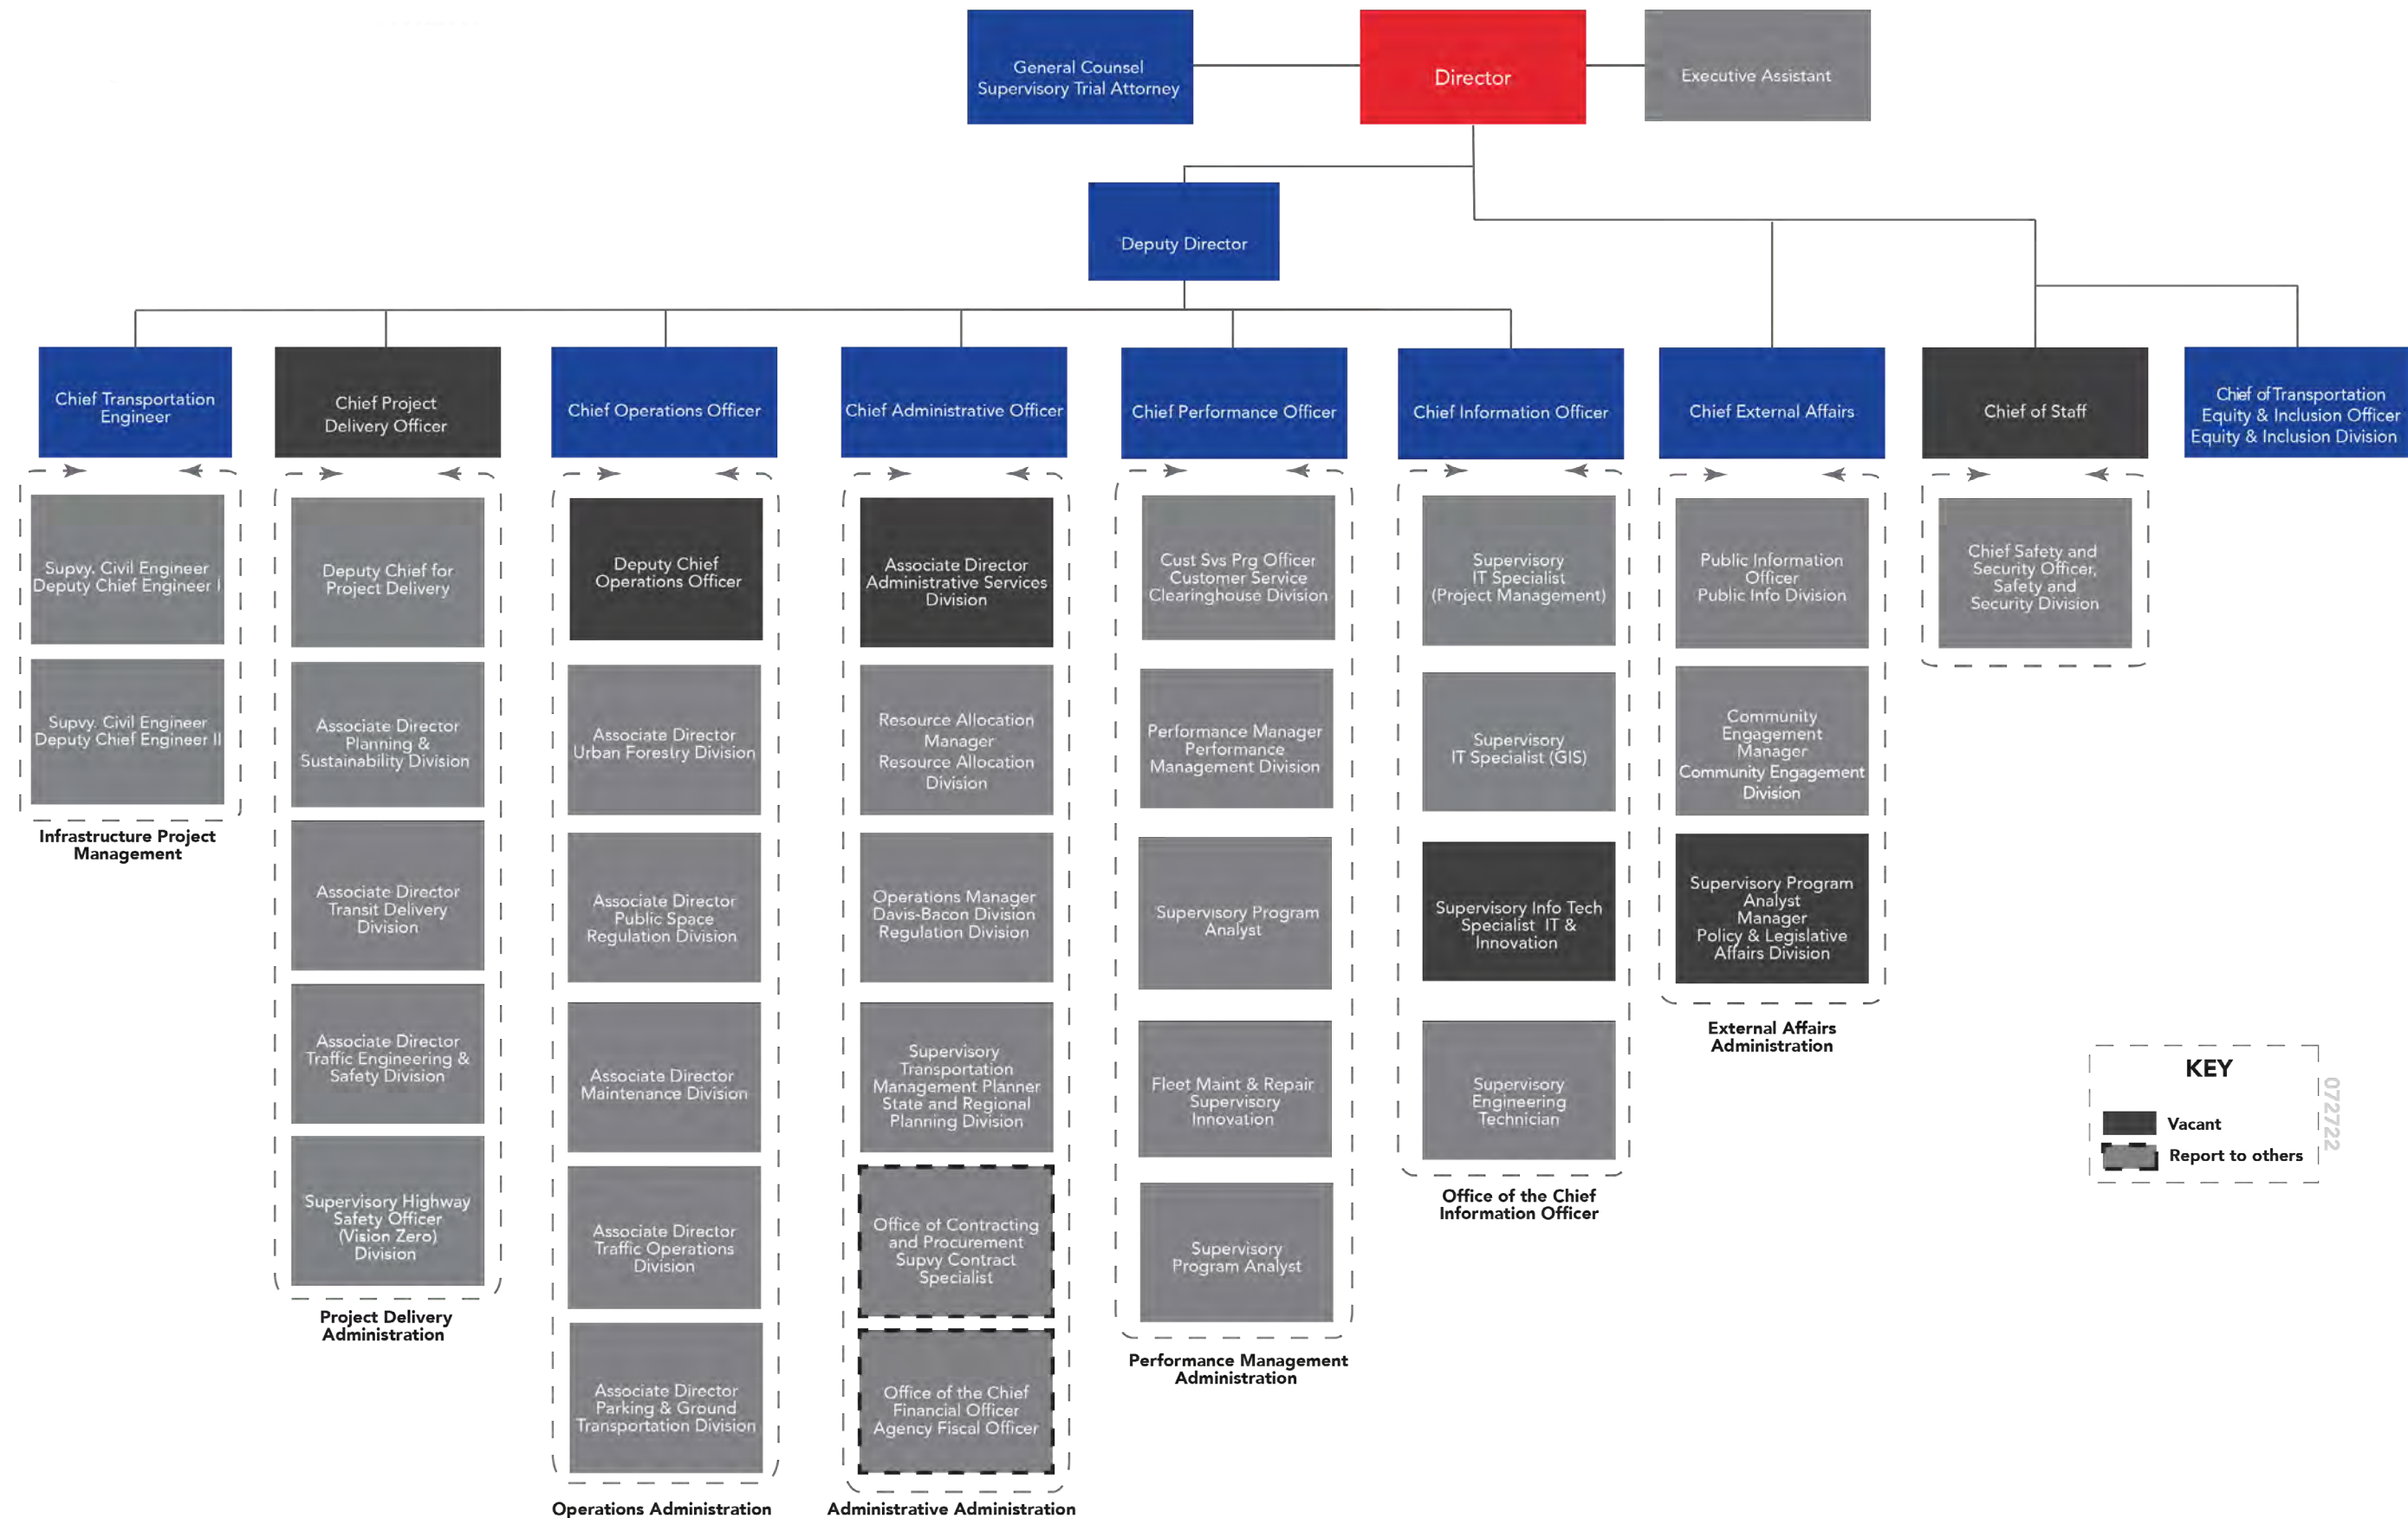 General Counsel
Supervisory Trial Attorney
Director
Executive Assistant
Deputy Director
Chief Transportation
Engineer
Chief Project
Delivery Officer
Chief Operations Officer
Chief Administrative Officer
Chief Performance Officer
Chief Information Officer
Chief External Affairs
Chief of Staff
Chief of Transportation
Equity & Inclusion Officer
Equity & Inclusion Division
Supvy. Civil Engineer
Deputy Chief Engineer I
Supvy. Civil Engineer
Deputy Chief Engineer II
Infrastructure Project
Management
Deputy Chief for
Project Delivery
Associate Director
Planning &
Sustainability Division
Associate Director
Transit Delivery
Division
Associate Director
Traffic Engineering &
Safety Division
Supervisory Highway
Safety Officer
(Vision Zero)
Division
Project Delivery
Administration
Deputy Chief
Operations Officer
Associate Director
Urban Forestry Division
Associate Director
Public Space
Regulation Division
Associate Director
Maintenance Division
Associate Director
Traffic Operations
Division
Associate Director
Parking & Ground
Transportation Division
Operations Administration
Associate Director
Administrative Services
Division
Resource Allocation
Manager
Resource Allocation
Division
Operations Manager
Davis-Bacon Division
Regulation Division
Supervisory
Transportation
Management Planner
State and Regional
Planning Division
Office of Contracting
and Procurement
Supvy Contract
Specialist
Office of the Chief
Financial Officer
Agency Fiscal Officer
Administrative Administration
Cust Svs Prg Officer
Customer Service
Clearinghouse Division
Performance Manager
Performance
Management Division
Supervisory Program
Analyst
Fleet Maint & Repair
Supervisory
Innovation
Supervisory
Program Analyst
Performance Management
Administration
Supervisory
IT Specialist
(Project Management)
Supervisory
IT Specialist (GIS)
Supervisory Info Tech
Specialist IT &
Innovation
Supervisory
Engineering
Technician
Office of the Chief
Information Officer
Public Information
Officer
Public Info Division
Community
Engagement
Manager
Community Engagement
Division
Supervisory Program
Analyst
Manager
Policy & Legislative
Affairs Division
External Affairs
Administration
Chief Safety and
Security Officer,
Safety and
Security Division
KEY
Vacant
Report to others
072722